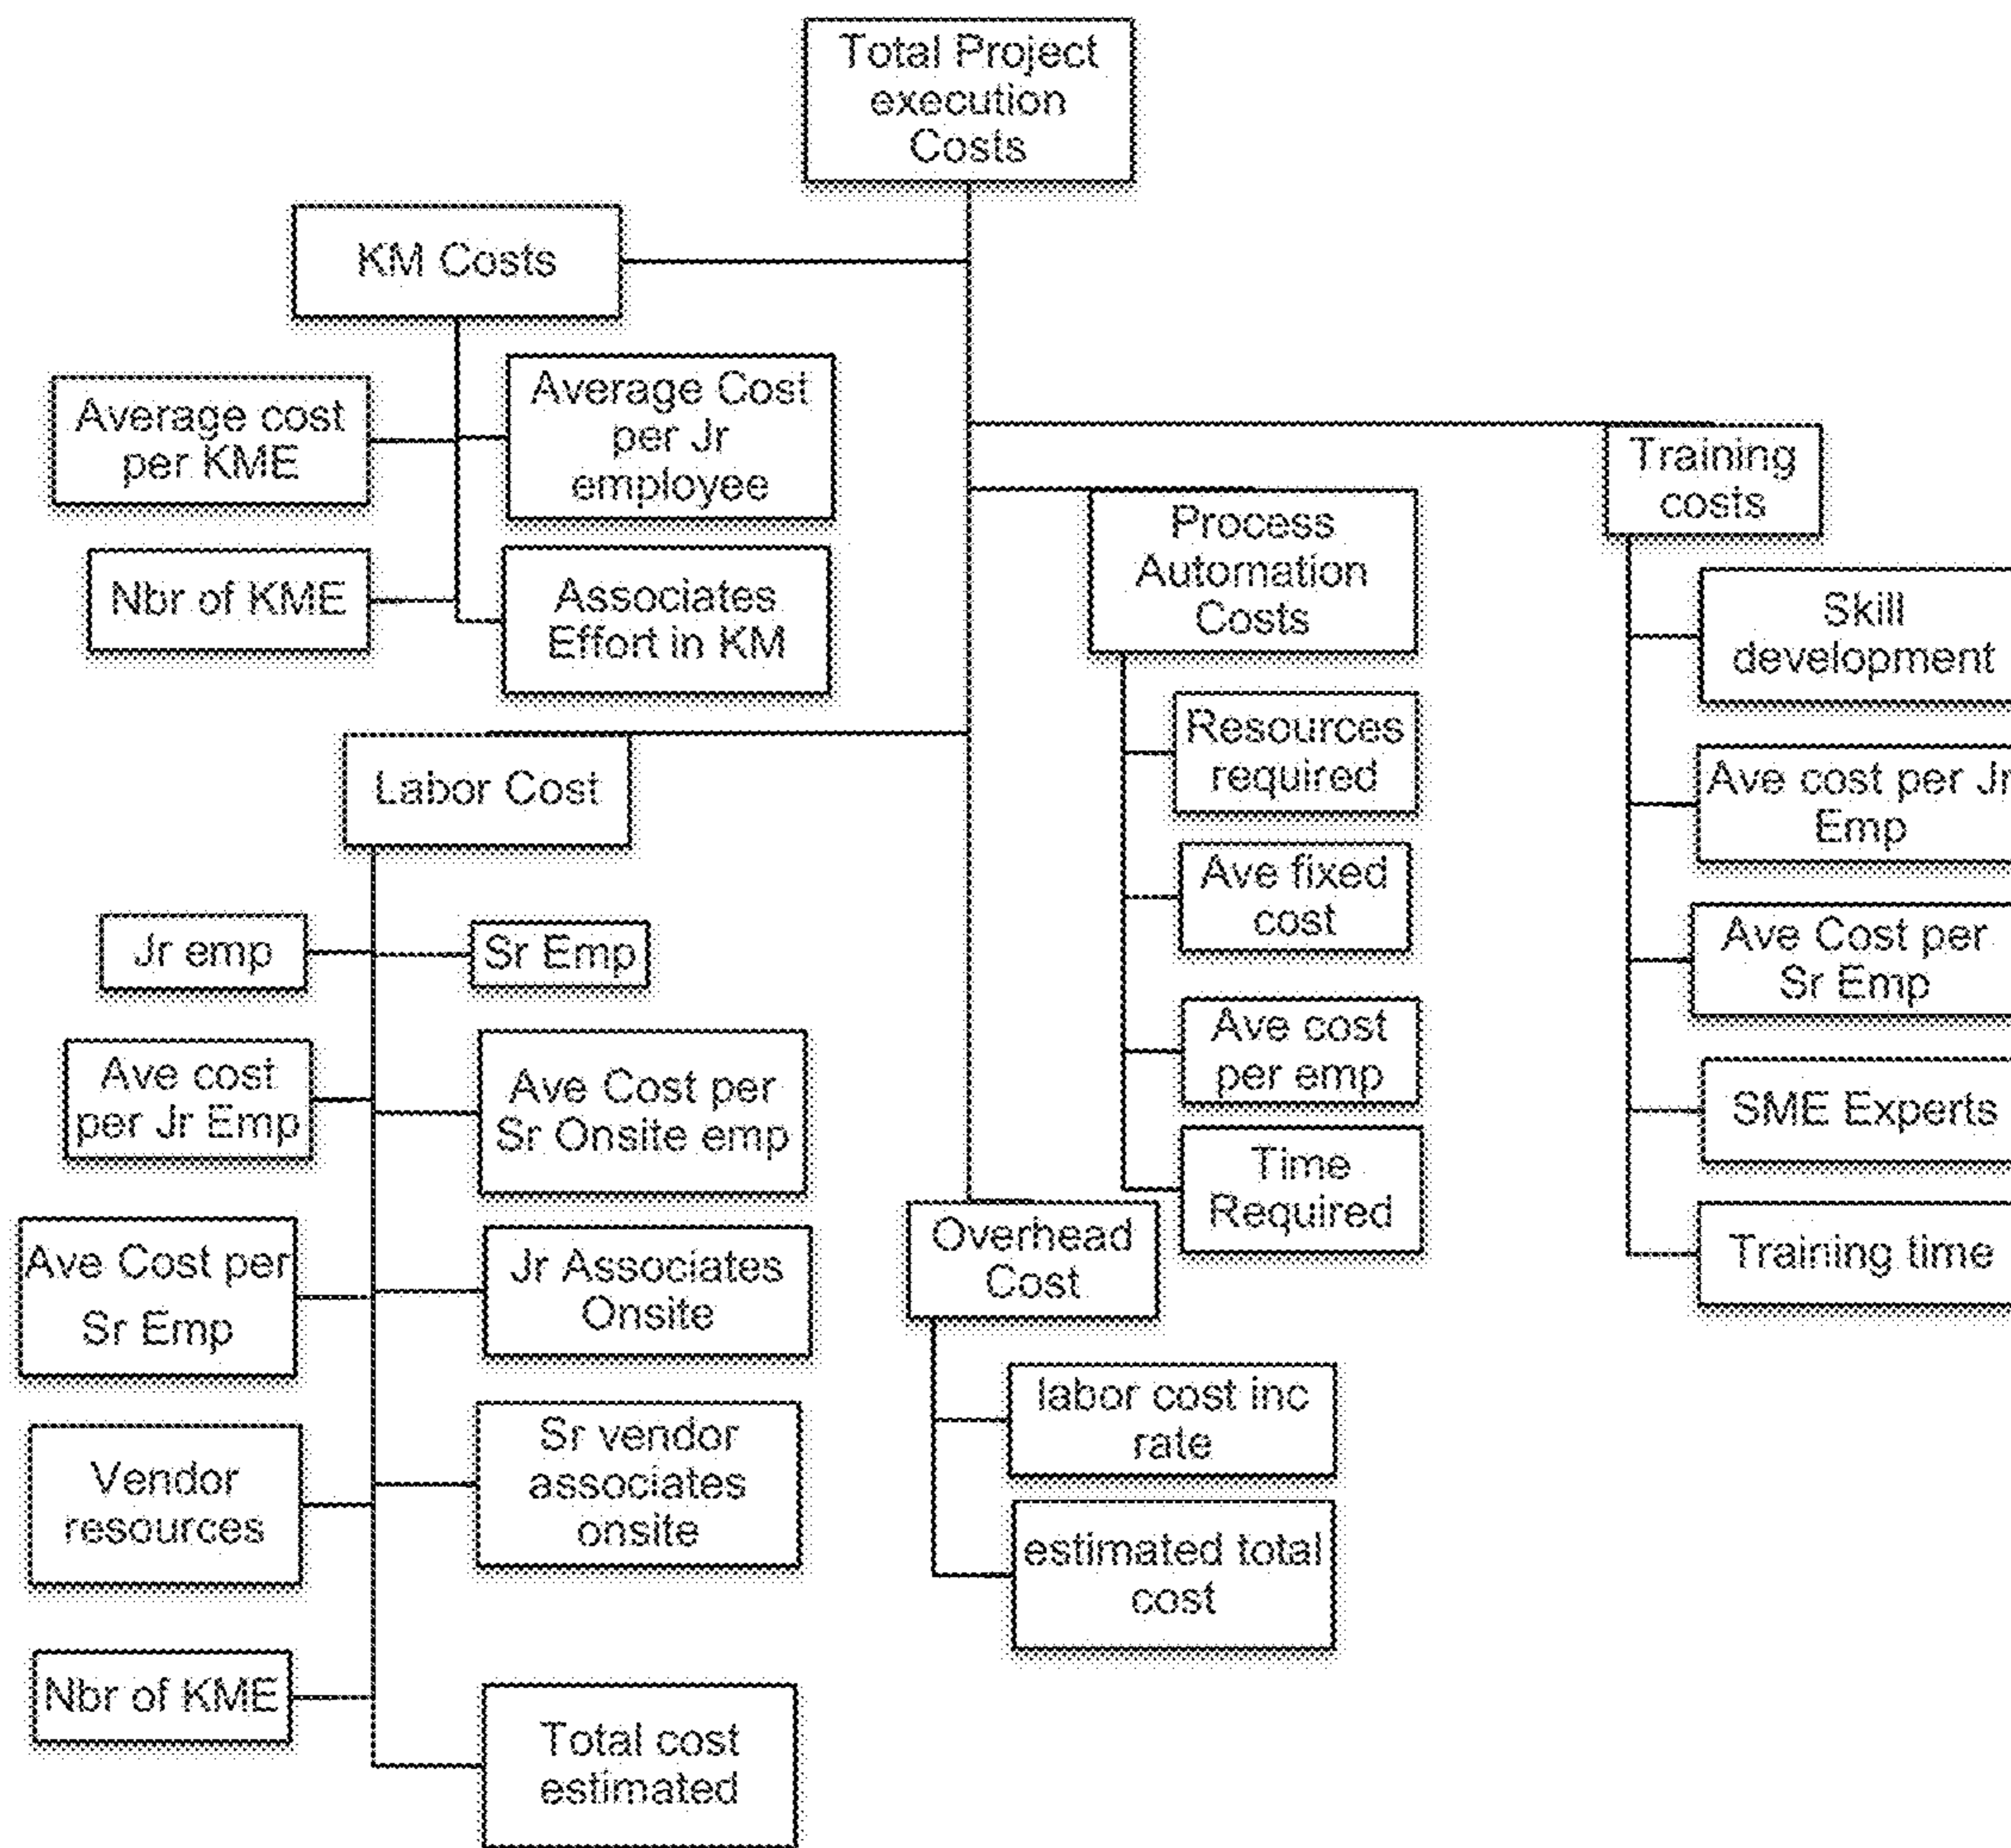 Total Project
execution
Costs
KM Costs
Average cost
per KME
Average Cost
per Jr
employee
Nbr of KME
Associates
Effort in KM
Training
costs
Skill
development
Ave cost per Jr
Emp
Ave Cost per
Sr Emp
SME Experts
Training time
Process
Automation
Costs
Resources
required
Ave fixed
cost
Ave cost
per emp
Time
Required
Labor Cost
Jr emp
Sr Emp
Ave cost
per Jr Emp
Ave Cost per
Sr Onsite emp
Ave Cost per
Sr Emp
Jr Associates
Onsite
Vendor
resources
Sr vendor
associates
onsite
Nbr of KME
Total cost
estimated
Overhead
Cost
labor cost inc
rate
estimated total
cost